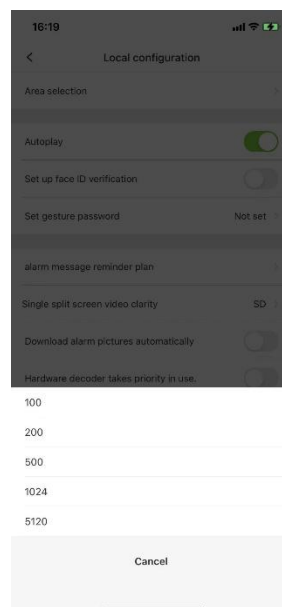 16:19
Local configuration
Area selection
Autoplay
Set up face ID verification
Set gesture password Not set
alarm message reminder plan
Single split screen video clarity SD
Download alarm pictures automatically
Hardware decoder takes priority in use.
100
200
500
1024
5120
Cancel